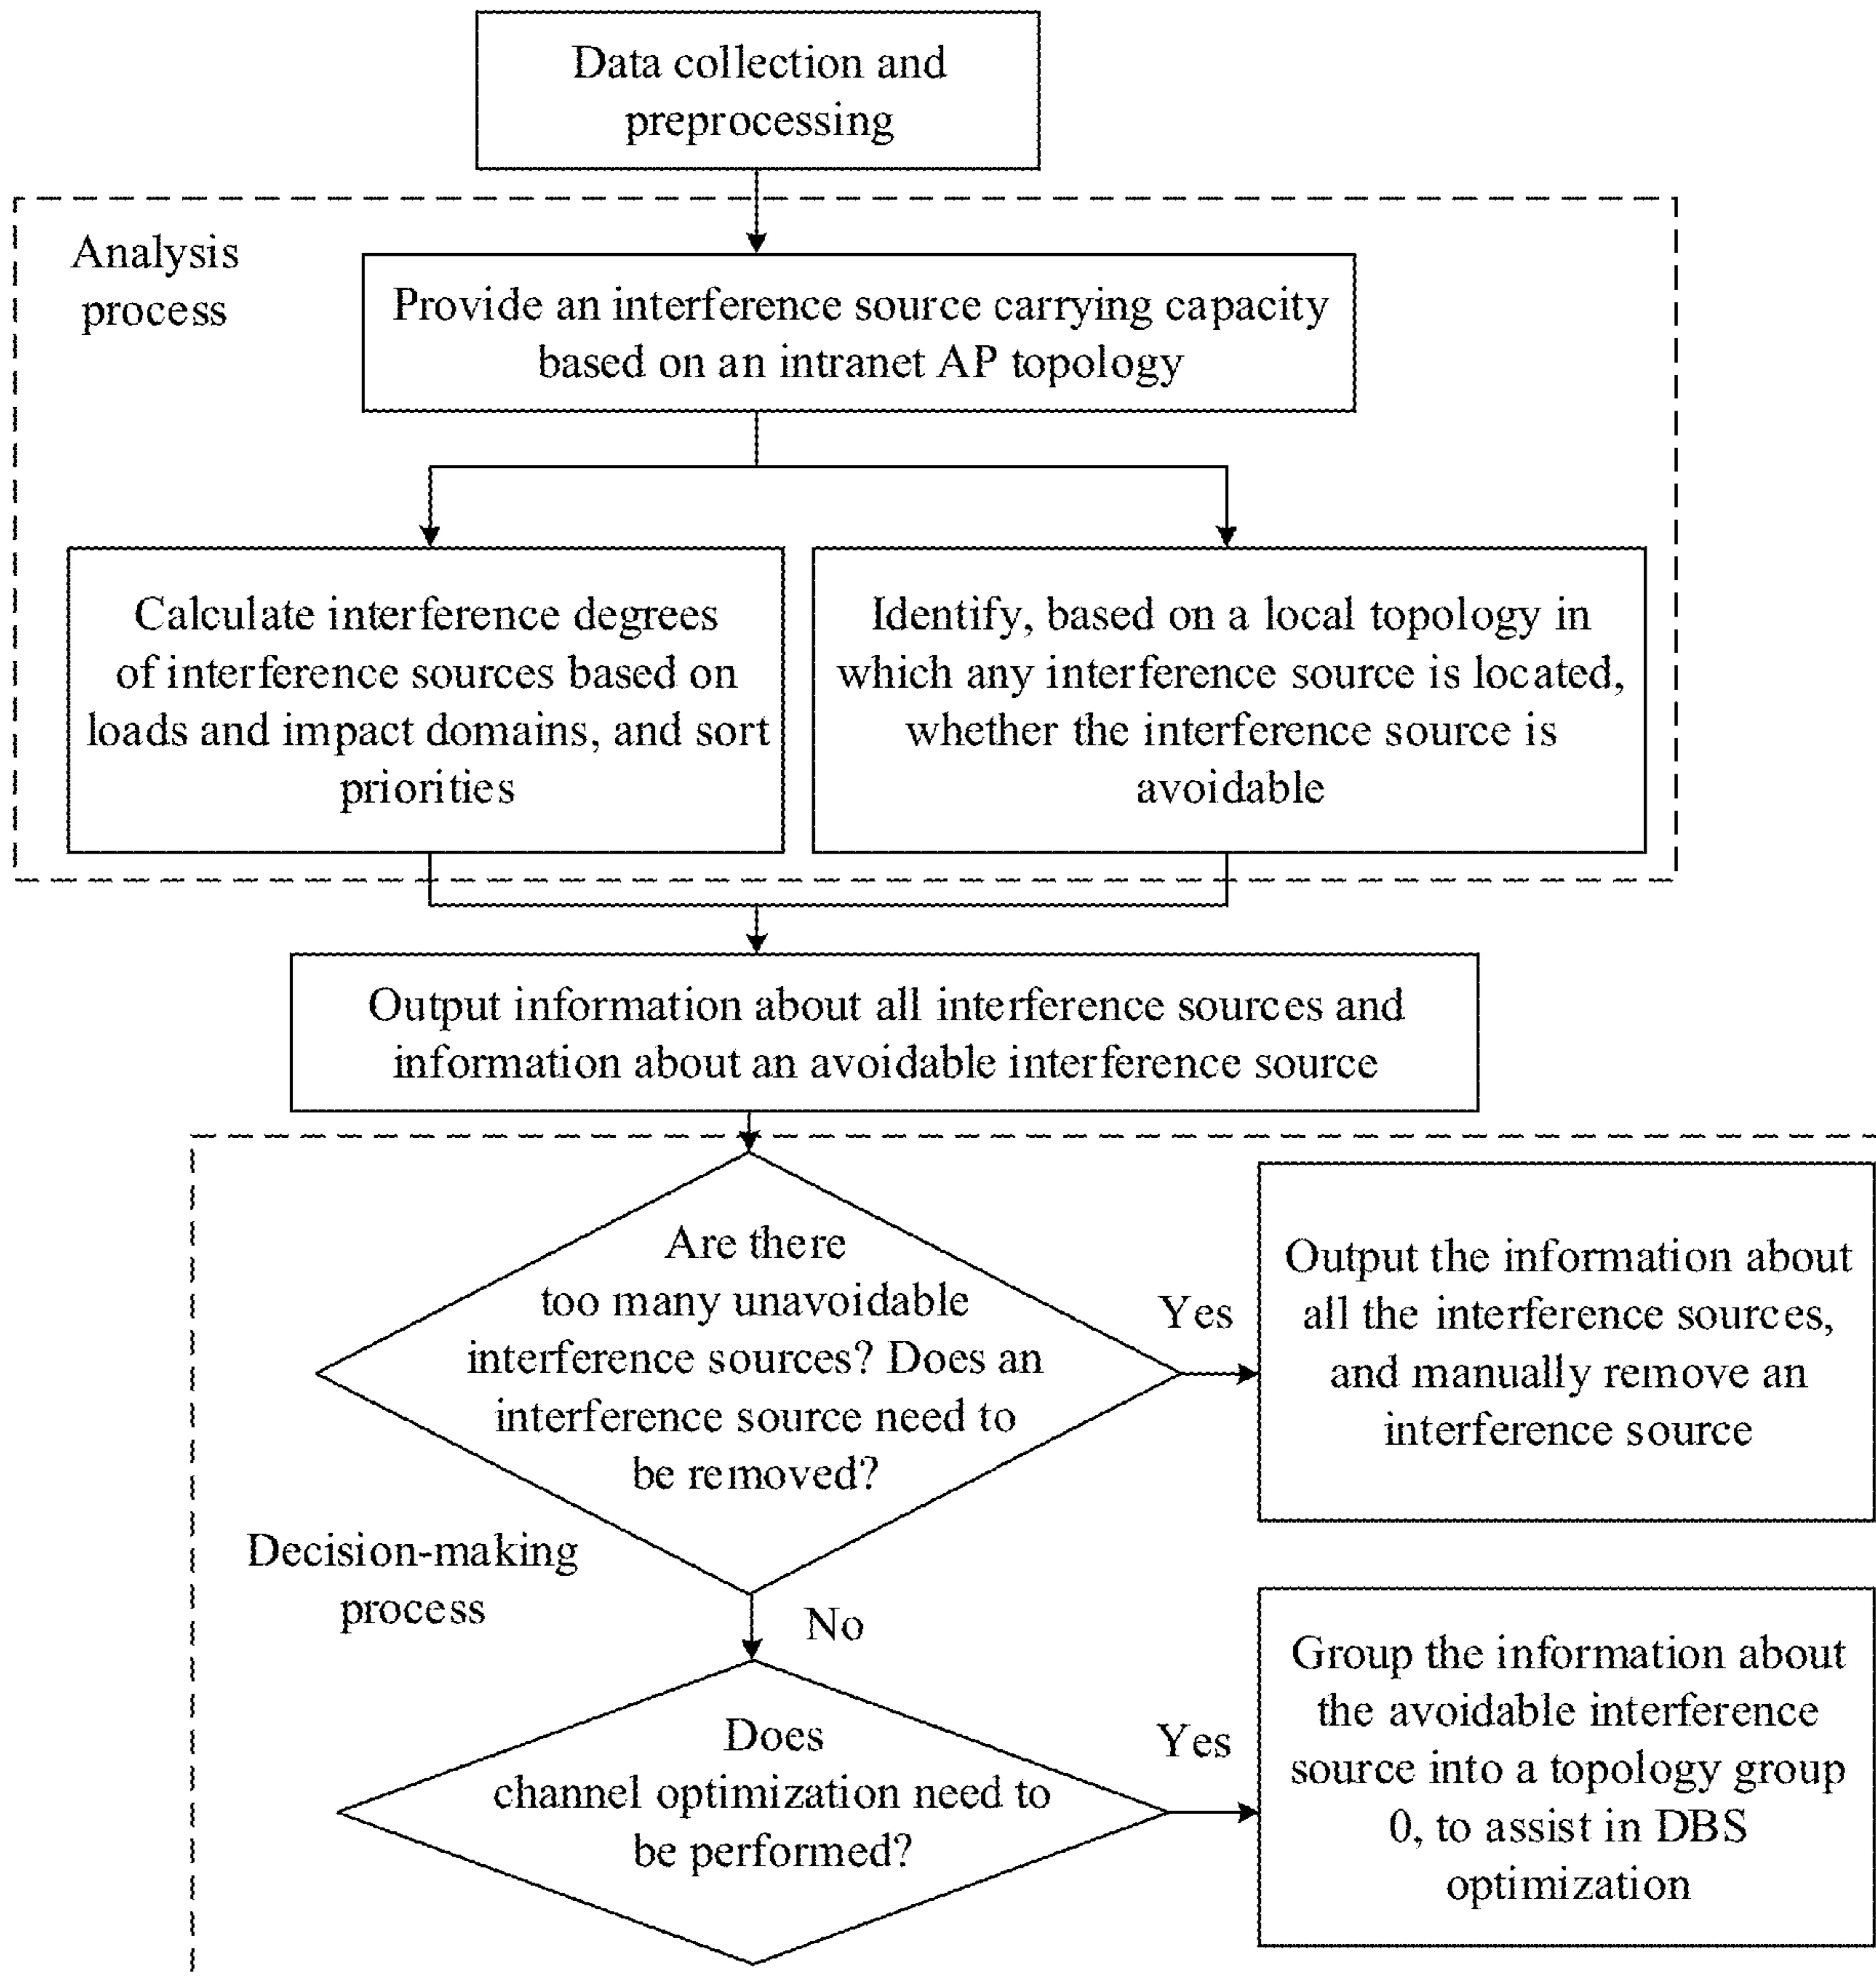 Data collection and
preprocessing
Analysis
process
Provide an interference source carrying capacity
based on an intranet AP topology
Calculate interference degrees
of interference sources based on
loads and impact domains, and sort
priorities
Identify, based on a local topology in
which any interference source is located,
whether the interference source is
avoidable
Output information about all interference sources and
information about an avoidable interference source
Are there
too many unavoidable
interference sources? Does an
interference source need to
be removed?
Yes
Output the information about
all the interference sources,
and manually remove an
interference source
Decision-making
process
No
Does
channel optimization need to
be performed?
Yes
Group the information about
the avoidable interference
source into a topology group
0, to assist in DBS
optimization